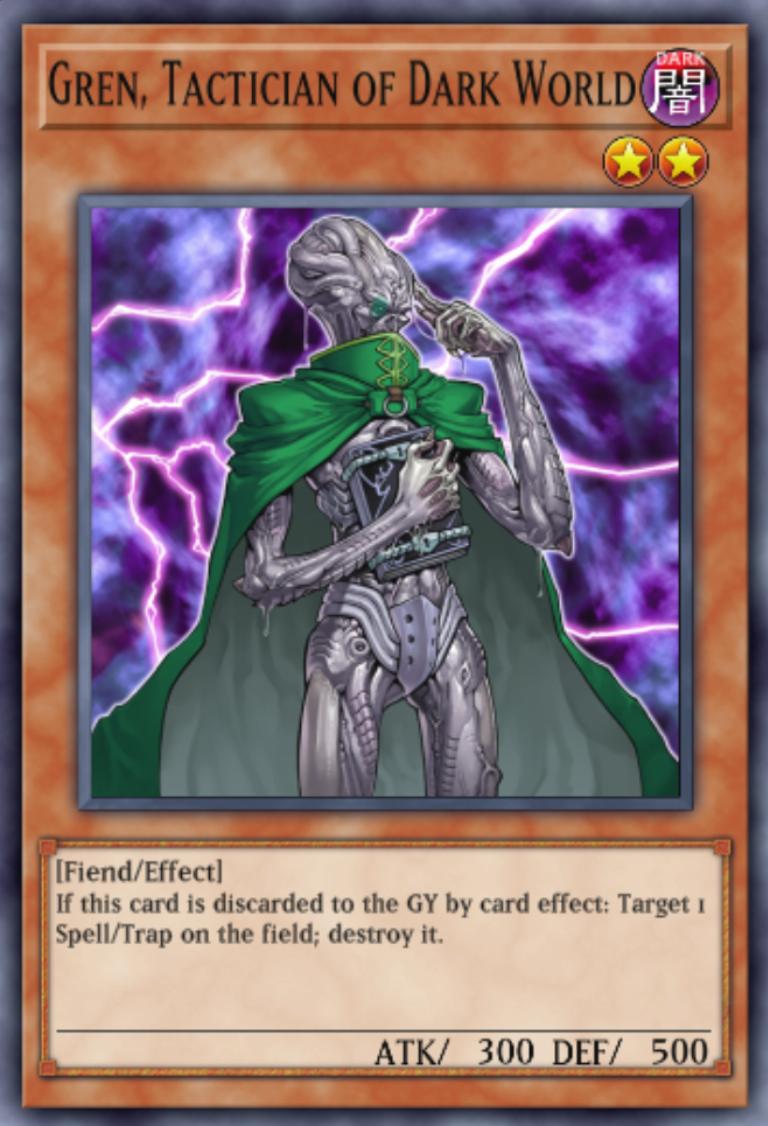 Gren, Tactician of Dark World
DARK
闇
[Fiend/Effect]
If this card is discarded to the GY by card effect: Target 1
Spell/Trap on the field; destroy it.
ATK/ 300 DEF/ 500